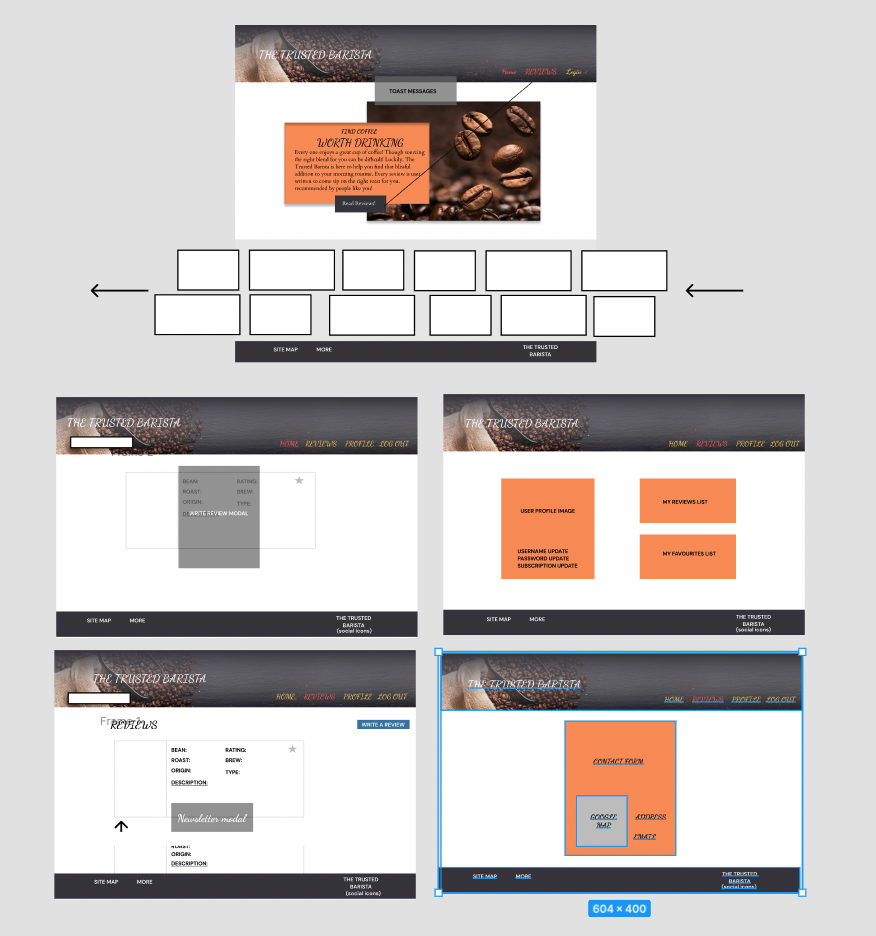 THE TRUSTED BARISTA
Home REVIEWS Login
TOAST MESSAGES
FIND COFFEE
WORTH DRINKING
Every one enjoys a great cup of coffee! Though sourcing
the right blend for you can be difficult! Luckily. The
Trusted Barista is here to help you find that blissful
addition to your morning routine. Every review is user
written so come sip on the right roast for you,
recommended by people like you!
Read Reviews!
SITE MAP MORE
THE TRUSTED
BARISTA
THE TRUSTED BARISTA
HOME REVIEWS PROFILE LOG OUT
BEAN: RATING:
ROAST: BREW:
ORIGIN: TYPE:
WRITE REVIEW MODAL
SITE MAP MORE
THE TRUSTED
BARISTA
(social icons)
THE TRUSTED BARISTA
HOME REVIEWS PROFILE LOG OUT
USER PROFILE IMAGE
USERNAME UPDATE
PASSWORD UPDATE
SUBSCRIPTION UPDATE
MY REVIEWS LIST
MY FAVOURITES LIST
SITE MAP MORE
THE TRUSTED
BARISTA
(social icons)
THE TRUSTED BARISTA
HOME REVIEWS PROFILE LOG OUT
Frame 1
REVIEWS
WRITE A REVIEW
BEAN: RATING:
ROAST: BREW:
ORIGIN: TYPE:
DESCRIPTION:
Newsletter modal
ROAST:
ORIGIN:
DESCRIPTION:
SITE MAP MORE
THE TRUSTED
BARISTA
(social icons)
THE TRUSTED BARISTA
HOME REVIEWS PROFILE LOG OUT
CONTACT FORM
GOOGLE
MAP
ADDRESS
EMAIL
SITE MAP MORE
THE TRUSTED
BARISTA
(social icons)
604 × 400